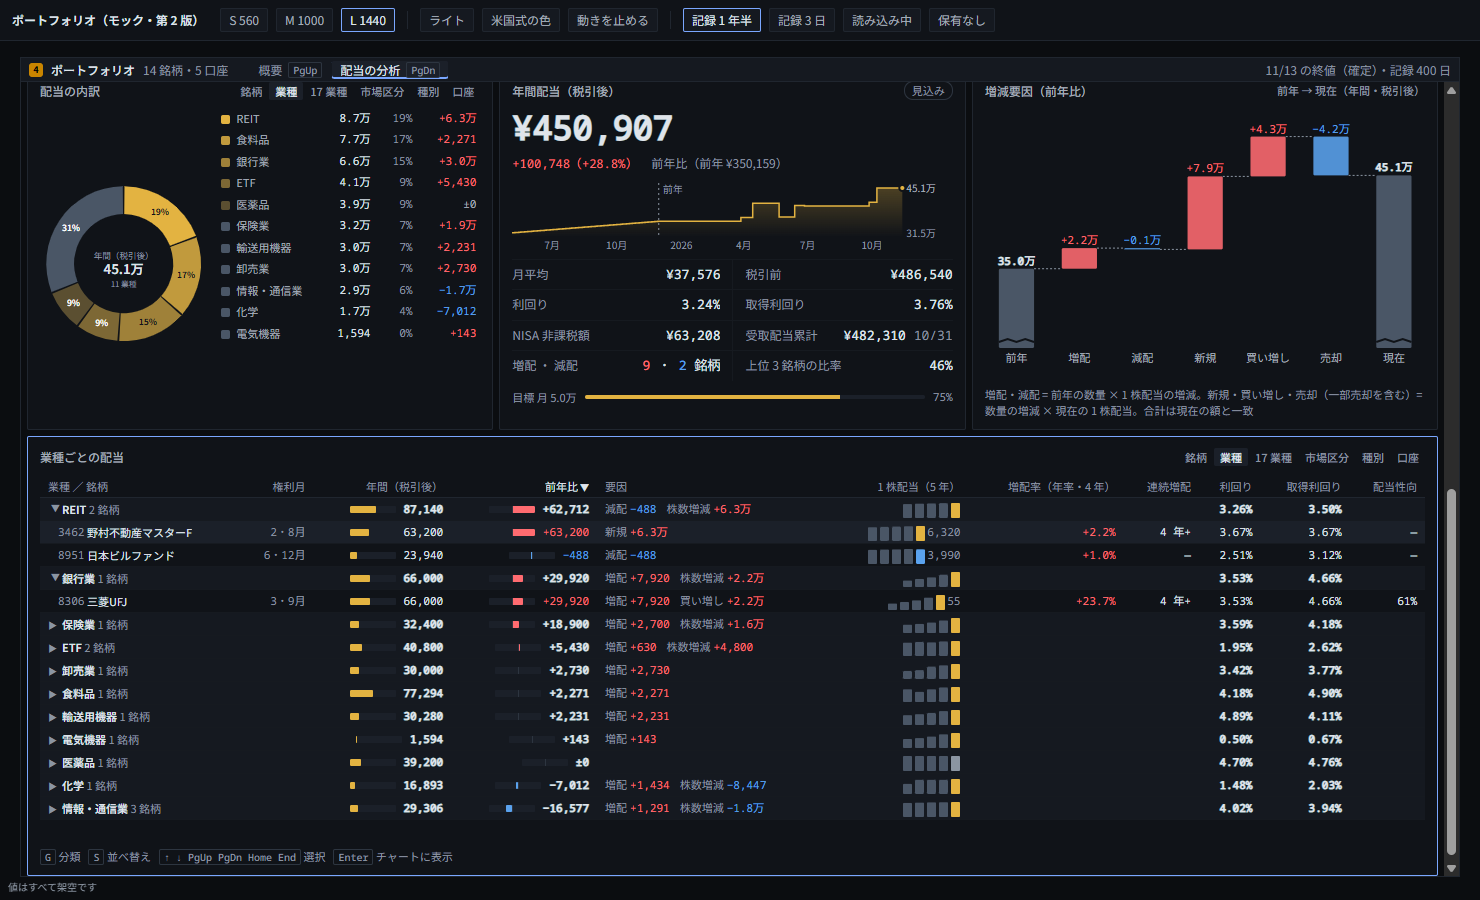 ポートフォリオ（モック・第 2 版） S 560 M 1000 L 1440 ライト 米国式の色 動きを止める 記録 1 年半 記録 3 日 読み込み中 保有なし
4 ポートフォリオ 14 銘柄・5 口座 概要 PgUp 配当の分析 PgDn 11/13 の終値（確定）・記録 400 日
配当の内訳 銘柄 業種 17 業種 市場区分 種別 口座
REIT 8.7万 19% +6.3万
食料品 7.7万 17% +2,271
銀行業 6.6万 15% +3.0万
ETF 4.1万 9% +5,430
医薬品 3.9万 9% ±0
保険業 3.2万 7% +1.9万
輸送用機器 3.0万 7% +2,231
卸売業 3.0万 7% +2,730
情報・通信業 2.9万 6% −1.7万
化学 1.7万 4% −7,012
電気機器 1,594 0% +143
19%
31%
17%
9%
9%
15%
年間（税引後）
45.1万
11 業種
年間配当（税引後） 見込み
¥450,907
+100,748（+28.8%） 前年比（前年 ¥350,159）
前年
45.1万
31.5万
7月 10月 2026 4月 7月 10月
月平均 ¥37,576 税引前 ¥486,540
利回り 3.24% 取得利回り 3.76%
NISA 非課税額 ¥63,208 受取配当累計 ¥482,310 10/31
増配 ・ 減配 9 ・ 2 銘柄 上位 3 銘柄の比率 46%
目標 月 5.0万 75%
増減要因（前年比） 前年 → 現在（年間・税引後）
35.0万 +2.2万 −0.1万 +7.9万 +4.3万 −4.2万 45.1万
前年 増配 減配 新規 買い増し 売却 現在
増配・減配 = 前年の数量 × 1 株配当の増減。新規・買い増し・売却（一部売却を含む）=
数量の増減 × 現在の 1 株配当。合計は現在の額と一致
業種ごとの配当 銘柄 業種 17 業種 市場区分 種別 口座
業種 ／ 銘柄 権利月 年間（税引後） 前年比▼ 要因 1 株配当（5 年） 増配率（年率・4 年） 連続増配 利回り 取得利回り 配当性向
▼REIT 2 銘柄 87,140 +62,712 減配 −488 株数増減 +6.3万 3.26% 3.50%
3462 野村不動産マスターF 2・8月 63,200 +63,200 新規 +6.3万 6,320 +2.2% 4 年+ 3.67% 3.67% —
8951 日本ビルファンド 6・12月 23,940 −488 減配 −488 3,990 +1.0% — 2.51% 3.12% —
▼銀行業 1 銘柄 66,000 +29,920 増配 +7,920 株数増減 +2.2万 3.53% 4.66%
8306 三菱UFJ 3・9月 66,000 +29,920 増配 +7,920 買い増し +2.2万 55 +23.7% 4 年+ 3.53% 4.66% 61%
▶ 保険業 1 銘柄 32,400 +18,900 増配 +2,700 株数増減 +1.6万 3.59% 4.18%
▶ ETF 2 銘柄 40,800 +5,430 増配 +630 株数増減 +4,800 1.95% 2.62%
▶ 卸売業 1 銘柄 30,000 +2,730 増配 +2,730 3.42% 3.77%
▶ 食料品 1 銘柄 77,294 +2,271 増配 +2,271 4.18% 4.90%
▶ 輸送用機器 1 銘柄 30,280 +2,231 増配 +2,231 4.89% 4.11%
▶ 電気機器 1 銘柄 1,594 +143 増配 +143 0.50% 0.67%
▶ 医薬品 1 銘柄 39,200 ±0 4.70% 4.76%
▶ 化学 1 銘柄 16,893 −7,012 増配 +1,434 株数増減 −8,447 1.48% 2.03%
▶ 情報・通信業 3 銘柄 29,306 −16,577 増配 +1,291 株数増減 −1.8万 4.02% 3.94%
G 分類 S 並べ替え ↑ ↓ PgUp PgDn Home End 選択 Enter チャートに表示
値はすべて架空です